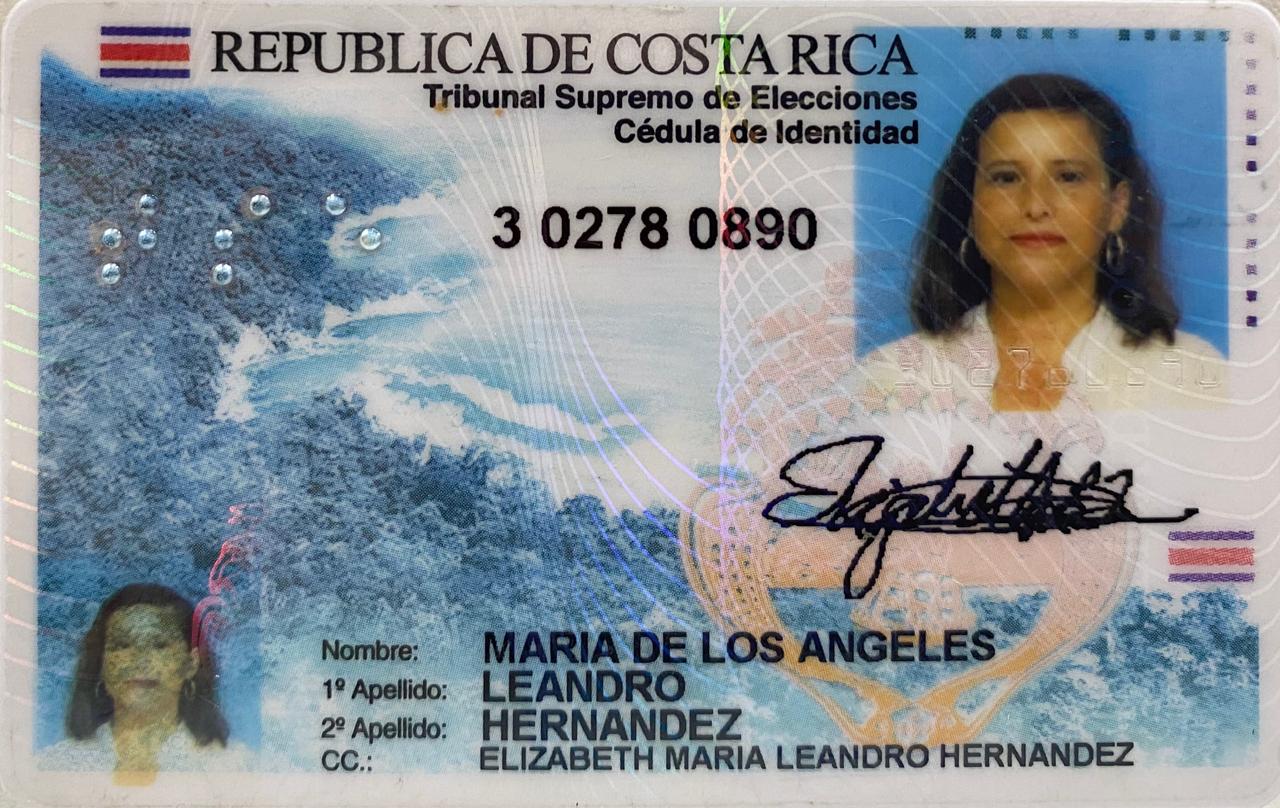 REPUBLICA DE COSTA RICA
Tribunal Supremo de Elecciones
Cédula de Identidad
3 0278 0890
Nombre: MARIA DE LOS ANGELES
1º Apellido: LEANDRO
2º Apellido: HERNANDEZ
CC.: ELIZABETH MARIA LEANDRO HERNANDEZ